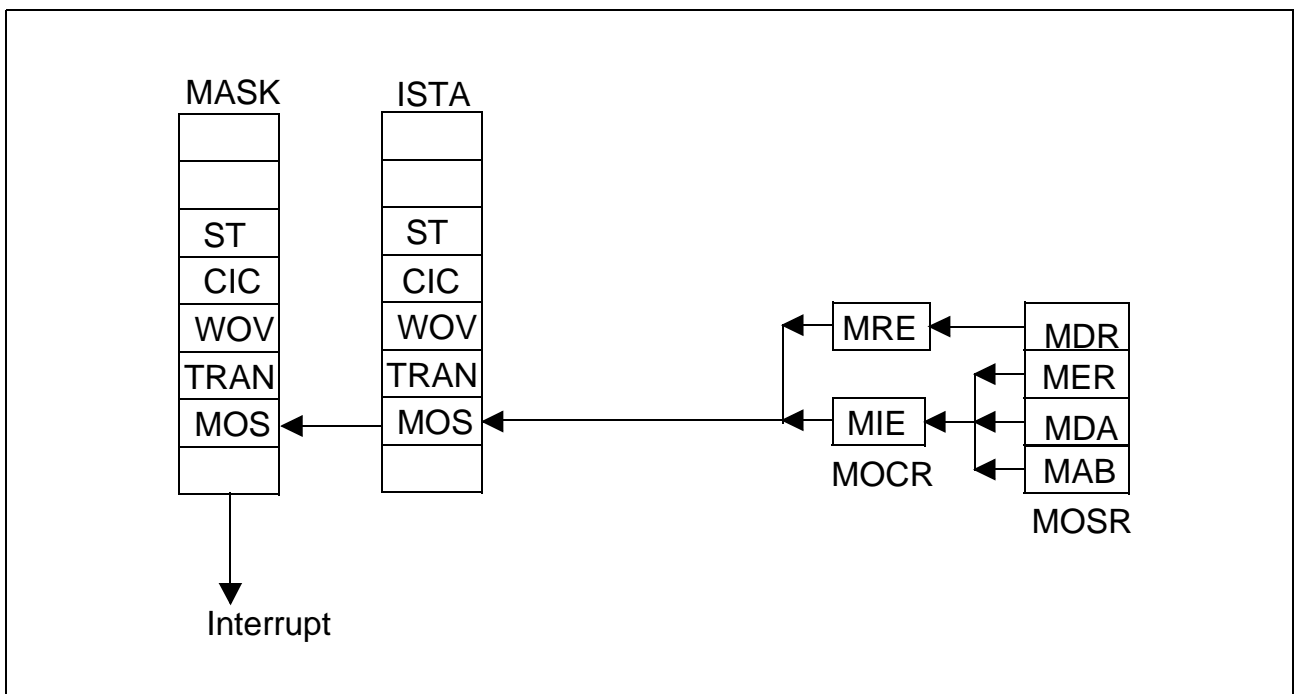 MASK
ISTA
ST
CIC
WOV
TRAN
MOS
ST
CIC
WOV
TRAN
MOS
MRE
MIE
MOCR
MDR
MER
MDA
MAB
MOSR
Interrupt